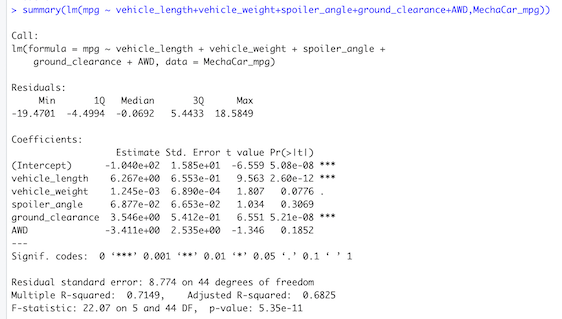 > summary(lm(mpg ~ vehicle_length+vehicle_weight+spoiler_angle+ground_clearance+AWD,MechaCar_mpg))
Call:
lm(formula = mpg ~ vehicle_length + vehicle_weight + spoiler_angle +
    ground_clearance + AWD, data = MechaCar_mpg)
Residuals:
     Min       1Q   Median       3Q      Max
-19.4701  -4.4994  -0.0692   5.4433  18.5849
Coefficients:
                   Estimate Std. Error t value Pr(>|t|)
(Intercept)      -1.040e+02  1.585e+01  -6.559 5.08e-08 ***
vehicle_length    6.267e+00  6.553e-01   9.563 2.60e-12 ***
vehicle_weight    1.245e-03  6.890e-04   1.807   0.0776 .
spoiler_angle     6.877e-02  6.653e-02   1.034   0.3069
ground_clearance  3.546e+00  5.412e-01   6.551 5.21e-08 ***
AWD              -3.411e+00  2.535e+00  -1.346   0.1852
---
Signif. codes:  0 ‘***’ 0.001 ‘**’ 0.01 ‘*’ 0.05 ‘.’ 0.1 ‘ ’ 1
Residual standard error: 8.774 on 44 degrees of freedom
Multiple R-squared:  0.7149,	Adjusted R-squared:  0.6825
F-statistic: 22.07 on 5 and 44 DF,  p-value: 5.35e-11